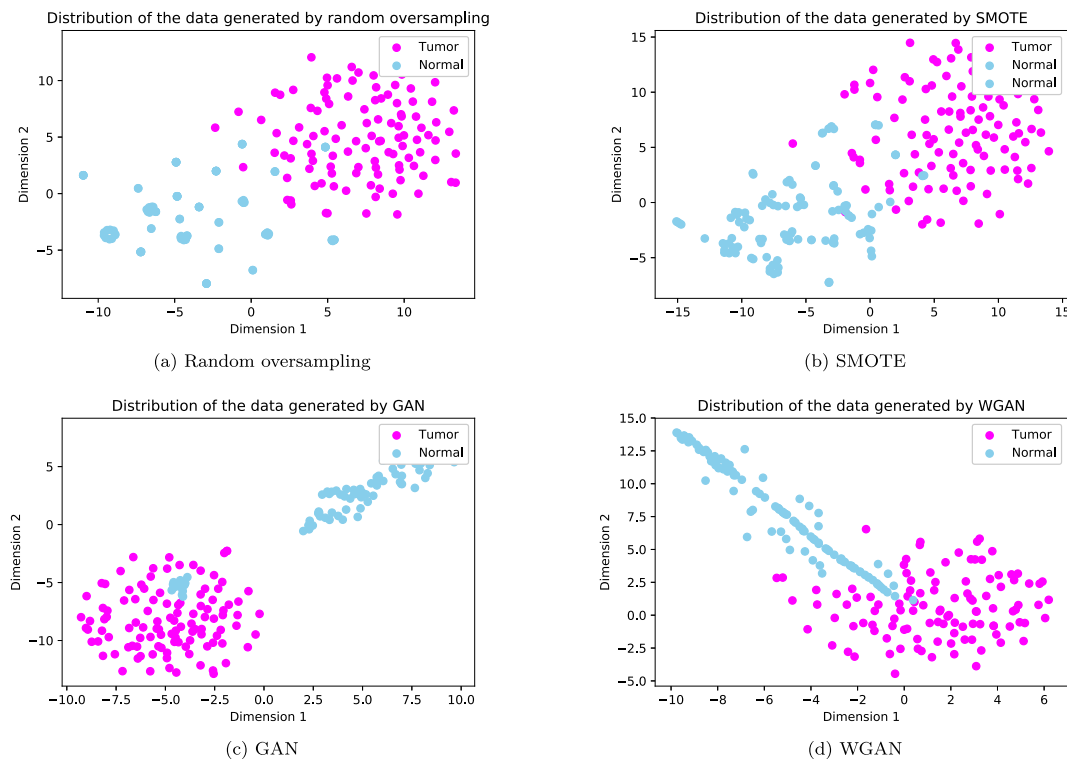 Distribution of the data generated by random oversampling
Tumor
Normal
10
5
0
−5
−10
−5
0
5
10
Dimension 2
Dimension 1
(a) Random oversampling
Distribution of the data generated by SMOTE
Tumor
Normal
Normal
15
10
5
0
−5
−15
−10
−5
0
5
10
15
Dimension 2
Dimension 1
(b) SMOTE
Distribution of the data generated by GAN
Tumor
Normal
5
0
−5
−10
−10.0
−7.5
−5.0
−2.5
0.0
2.5
5.0
7.5
10.0
Dimension 2
Dimension 1
(c) GAN
Distribution of the data generated by WGAN
Tumor
Normal
15.0
12.5
10.0
7.5
5.0
2.5
0.0
−2.5
−5.0
−10
−8
−6
−4
−2
0
2
4
6
Dimension 2
Dimension 1
(d) WGAN